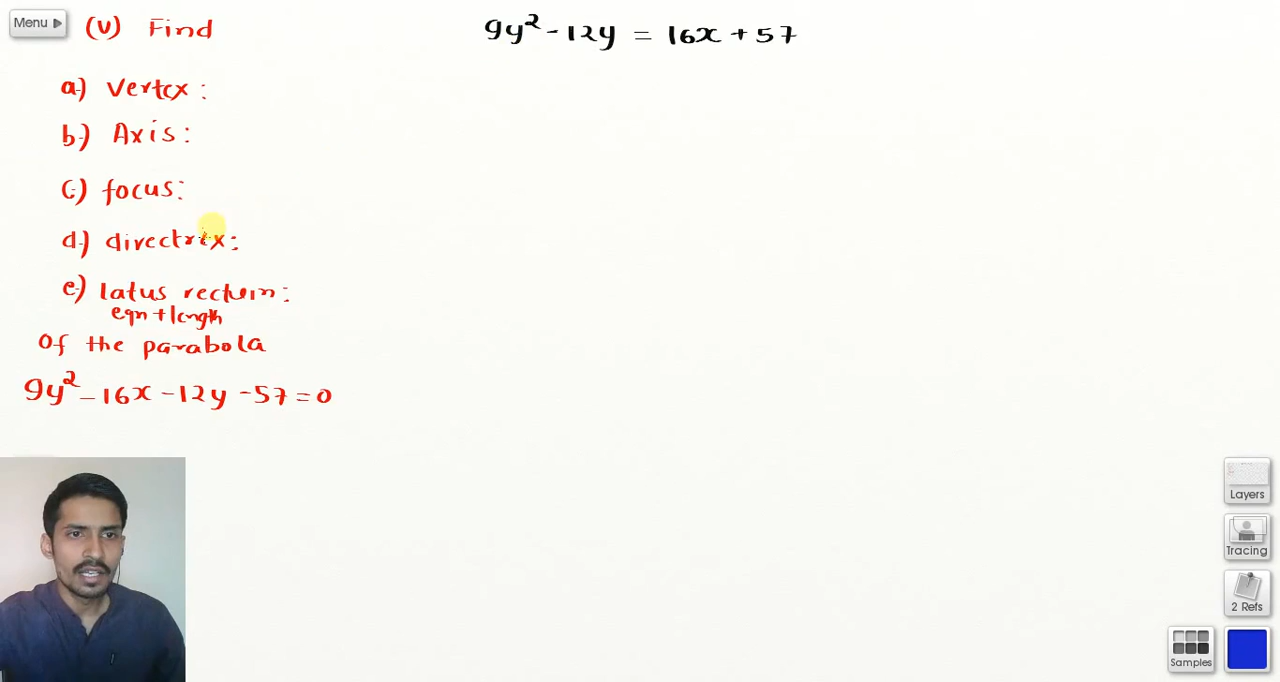 Menu
(v) Find
9y² - 12y = 16x + 57
a) Vertex:
b) Axis:
c) focus:
d) directrix:
e) latus rectum:
eqn + length
of the parabola
9y² - 16x - 12y - 57 = 0
Layers
Tracing
2 Refs
Samples